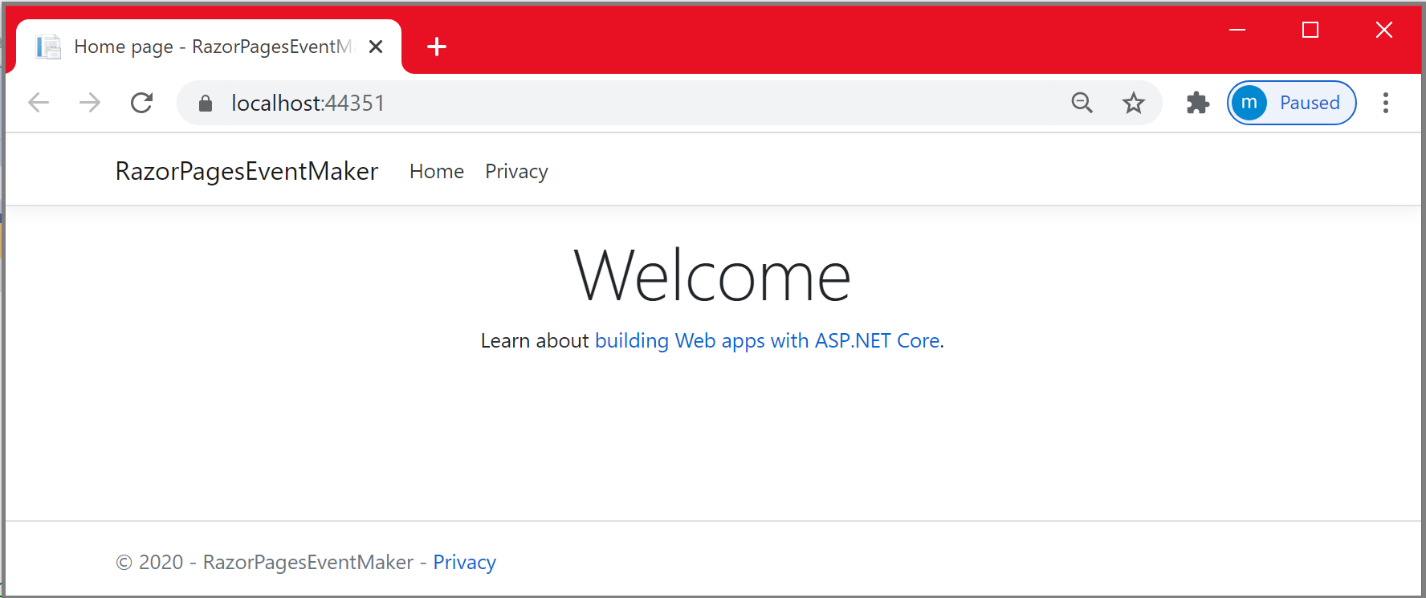 Home page - RazorPagesEventM
localhost:44351
m Paused
RazorPagesEventMaker Home Privacy
Welcome
Learn about building Web apps with ASP.NET Core.
© 2020 - RazorPagesEventMaker - Privacy